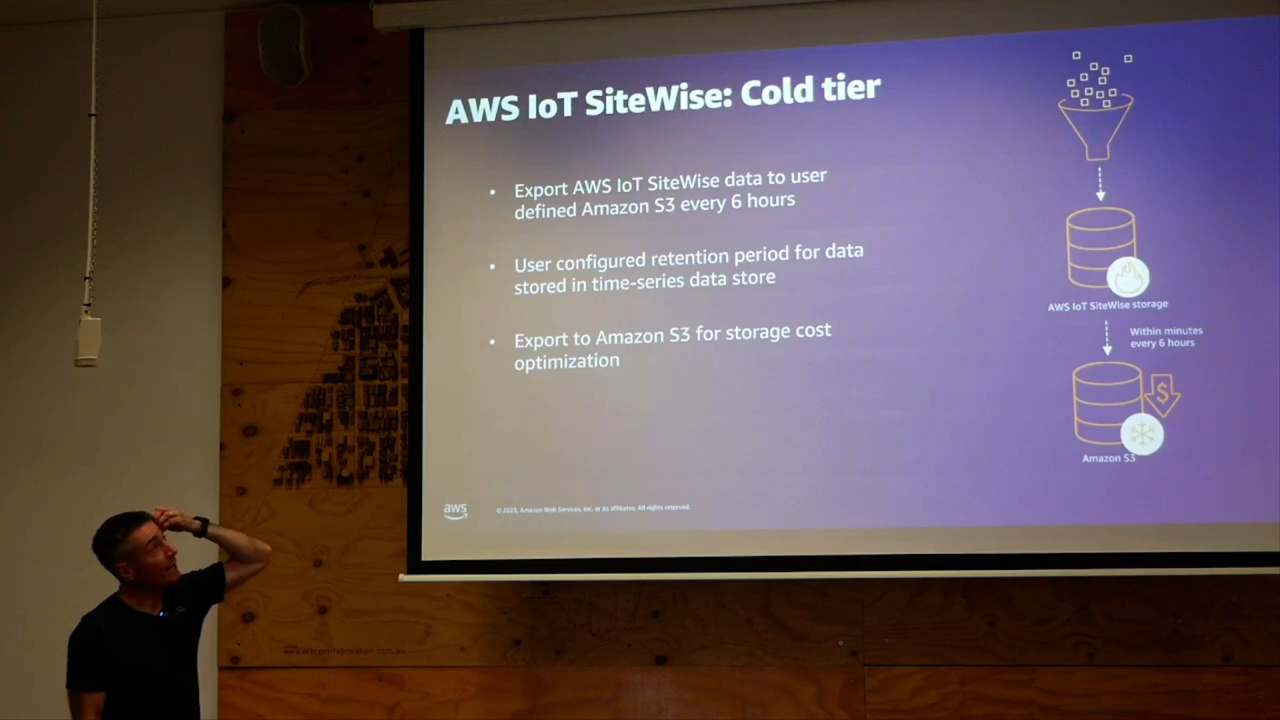 AWS IoT SiteWise: Cold tier
• Export AWS IoT SiteWise data to user
defined Amazon S3 every 6 hours
• User configured retention period for data
stored in time-series data store
• Export to Amazon S3 for storage cost
optimization
AWS IoT SiteWise storage
Within minutes
every 6 hours
$
Amazon S3
aws
© 2023, Amazon Web Services, Inc. or its affiliates. All rights reserved.